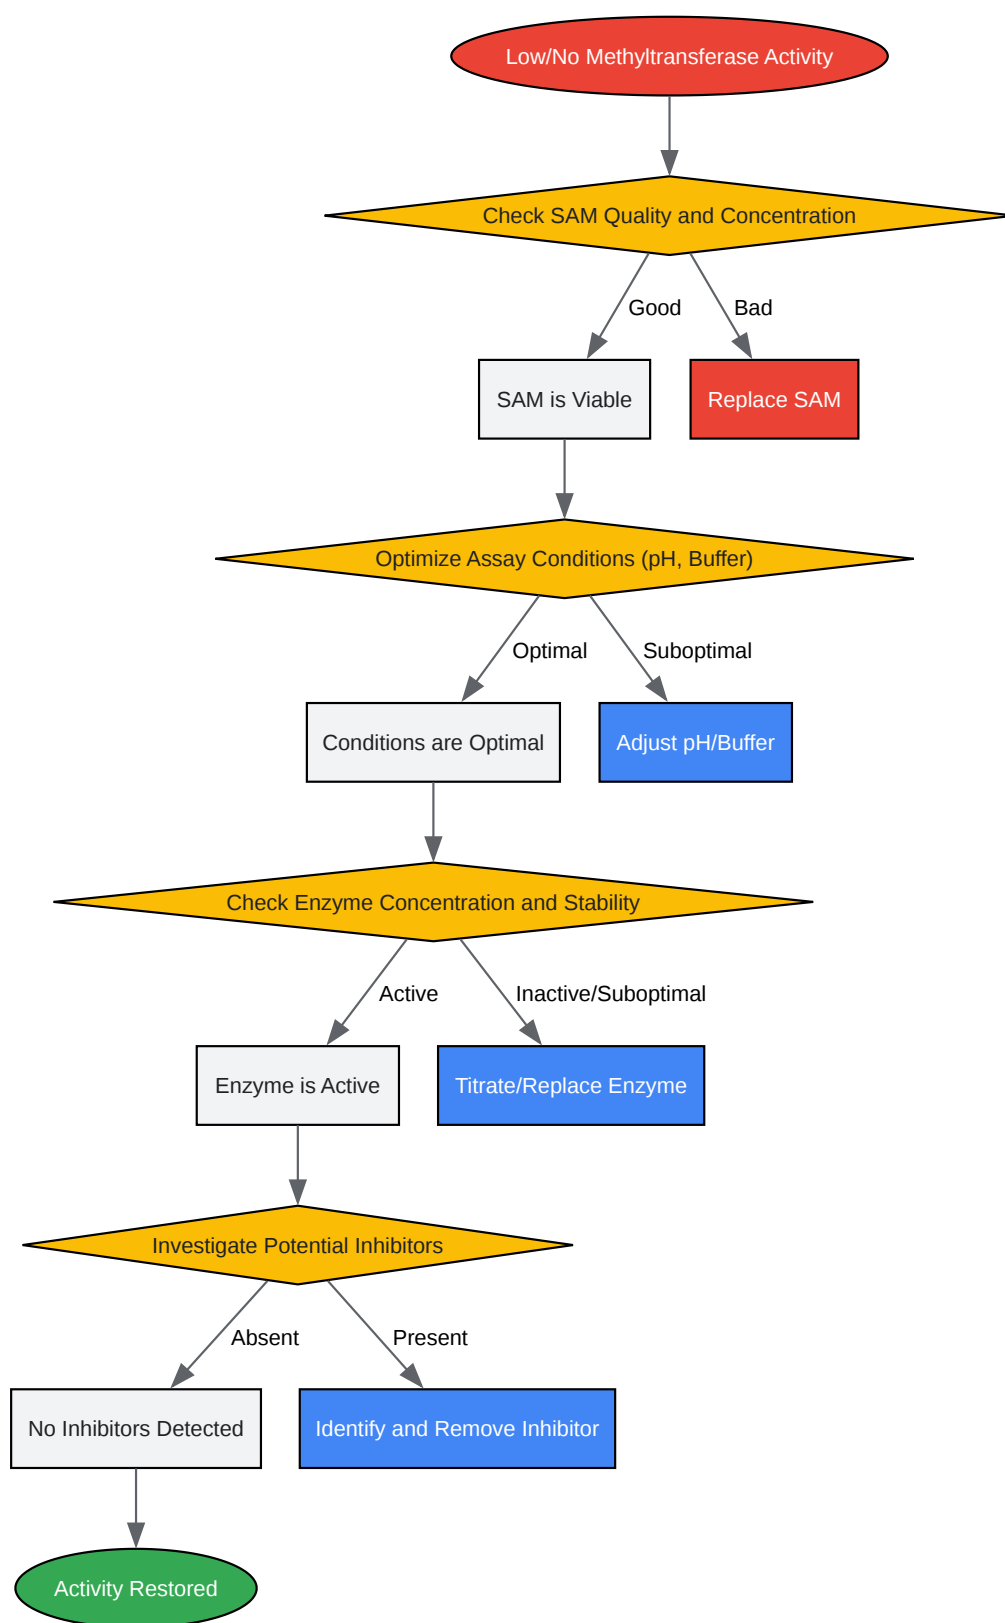 Low/No Methyltransferase Activity
Check SAM Quality and Concentration
Good
Bad
SAM is Viable
Replace SAM
Optimize Assay Conditions (pH, Buffer)
Optimal
Suboptimal
Conditions are Optimal
Adjust pH/Buffer
Check Enzyme Concentration and Stability
Active
Inactive/Suboptimal
Enzyme is Active
Titrate/Replace Enzyme
Investigate Potential Inhibitors
Absent
Present
No Inhibitors Detected
Identify and Remove Inhibitor
Activity Restored